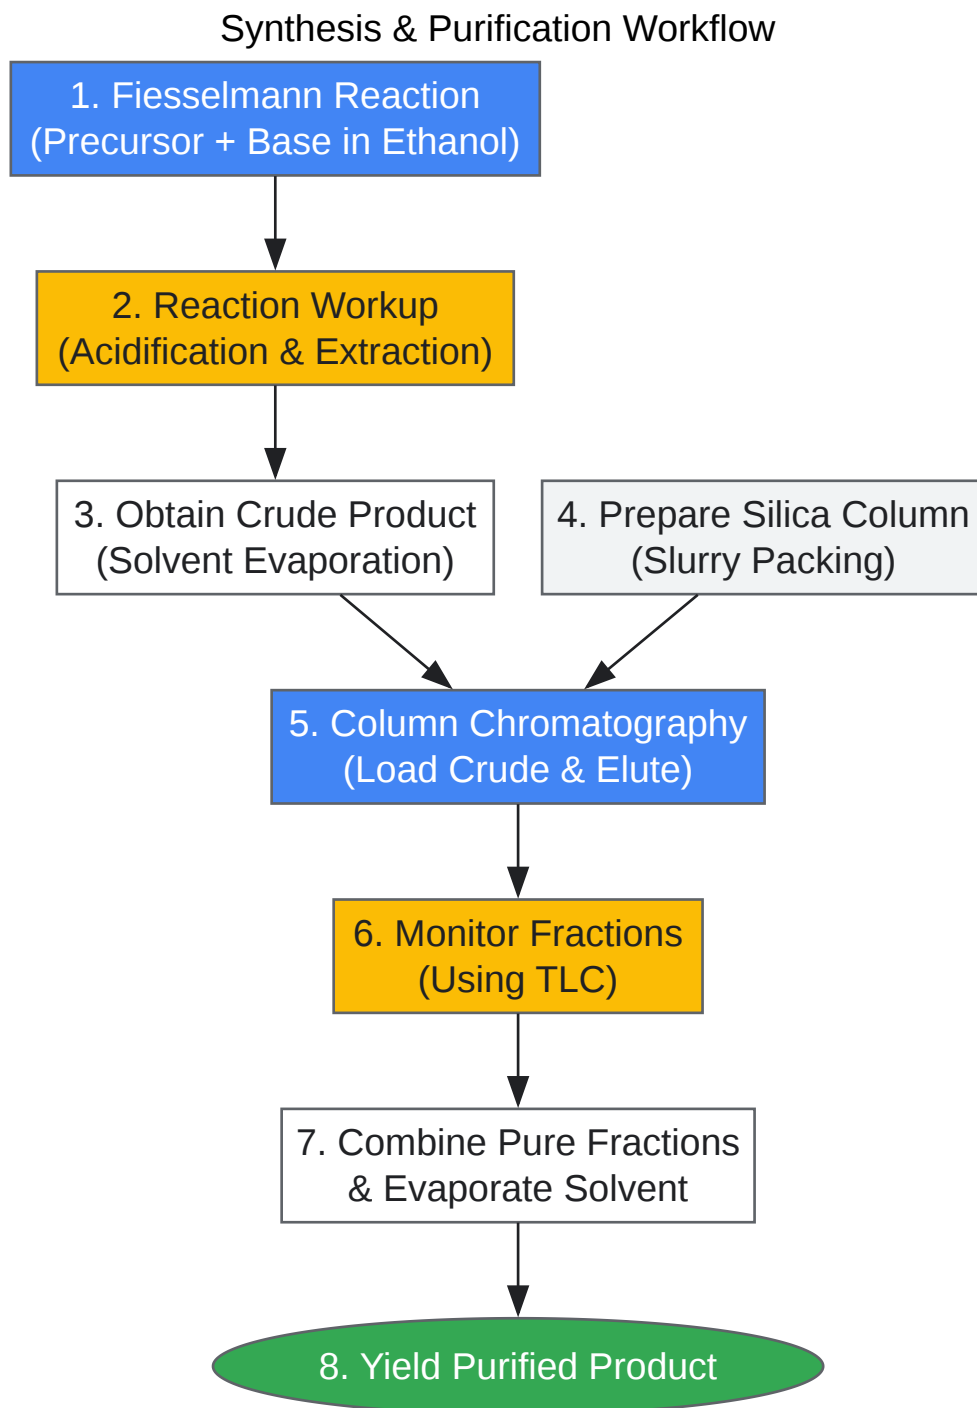 Synthesis & Purification Workflow
1. Fiesselmann Reaction
(Precursor + Base in Ethanol)
2. Reaction Workup
(Acidification & Extraction)
3. Obtain Crude Product
(Solvent Evaporation)
4. Prepare Silica Column
(Slurry Packing)
5. Column Chromatography
(Load Crude & Elute)
6. Monitor Fractions
(Using TLC)
7. Combine Pure Fractions
& Evaporate Solvent
8. Yield Purified Product